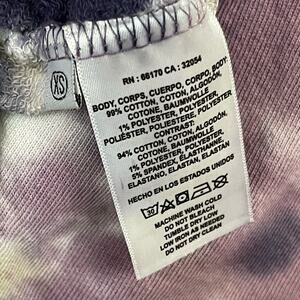 XS
RN : 66170 CA : 32054
BODY, CORPS, CUERPO, CORPO, BODY:
99% COTTON, COTON, ALGODÓN,
COTONE, BAUMWOLLE
1% POLYESTER, POLYESTER,
POLIÉSTER, POLIESTERE, POLYESTER
CONTRAST:
94% COTTON, COTON, ALGODÓN,
COTONE, BAUMWOLLE
1% POLYESTER, POLYESTER
5% SPANDEX, ÉLASTHANNE,
ELASTANO, ELASTAN, ELASTHAN
HECHO EN ESTADOS UNIDOS
30
MACHINE WASH COLD
DO NOT BLEACH
TUMBLE DRY LOW
LOW IRON AS NEEDED
DO NOT DRY CLEAN